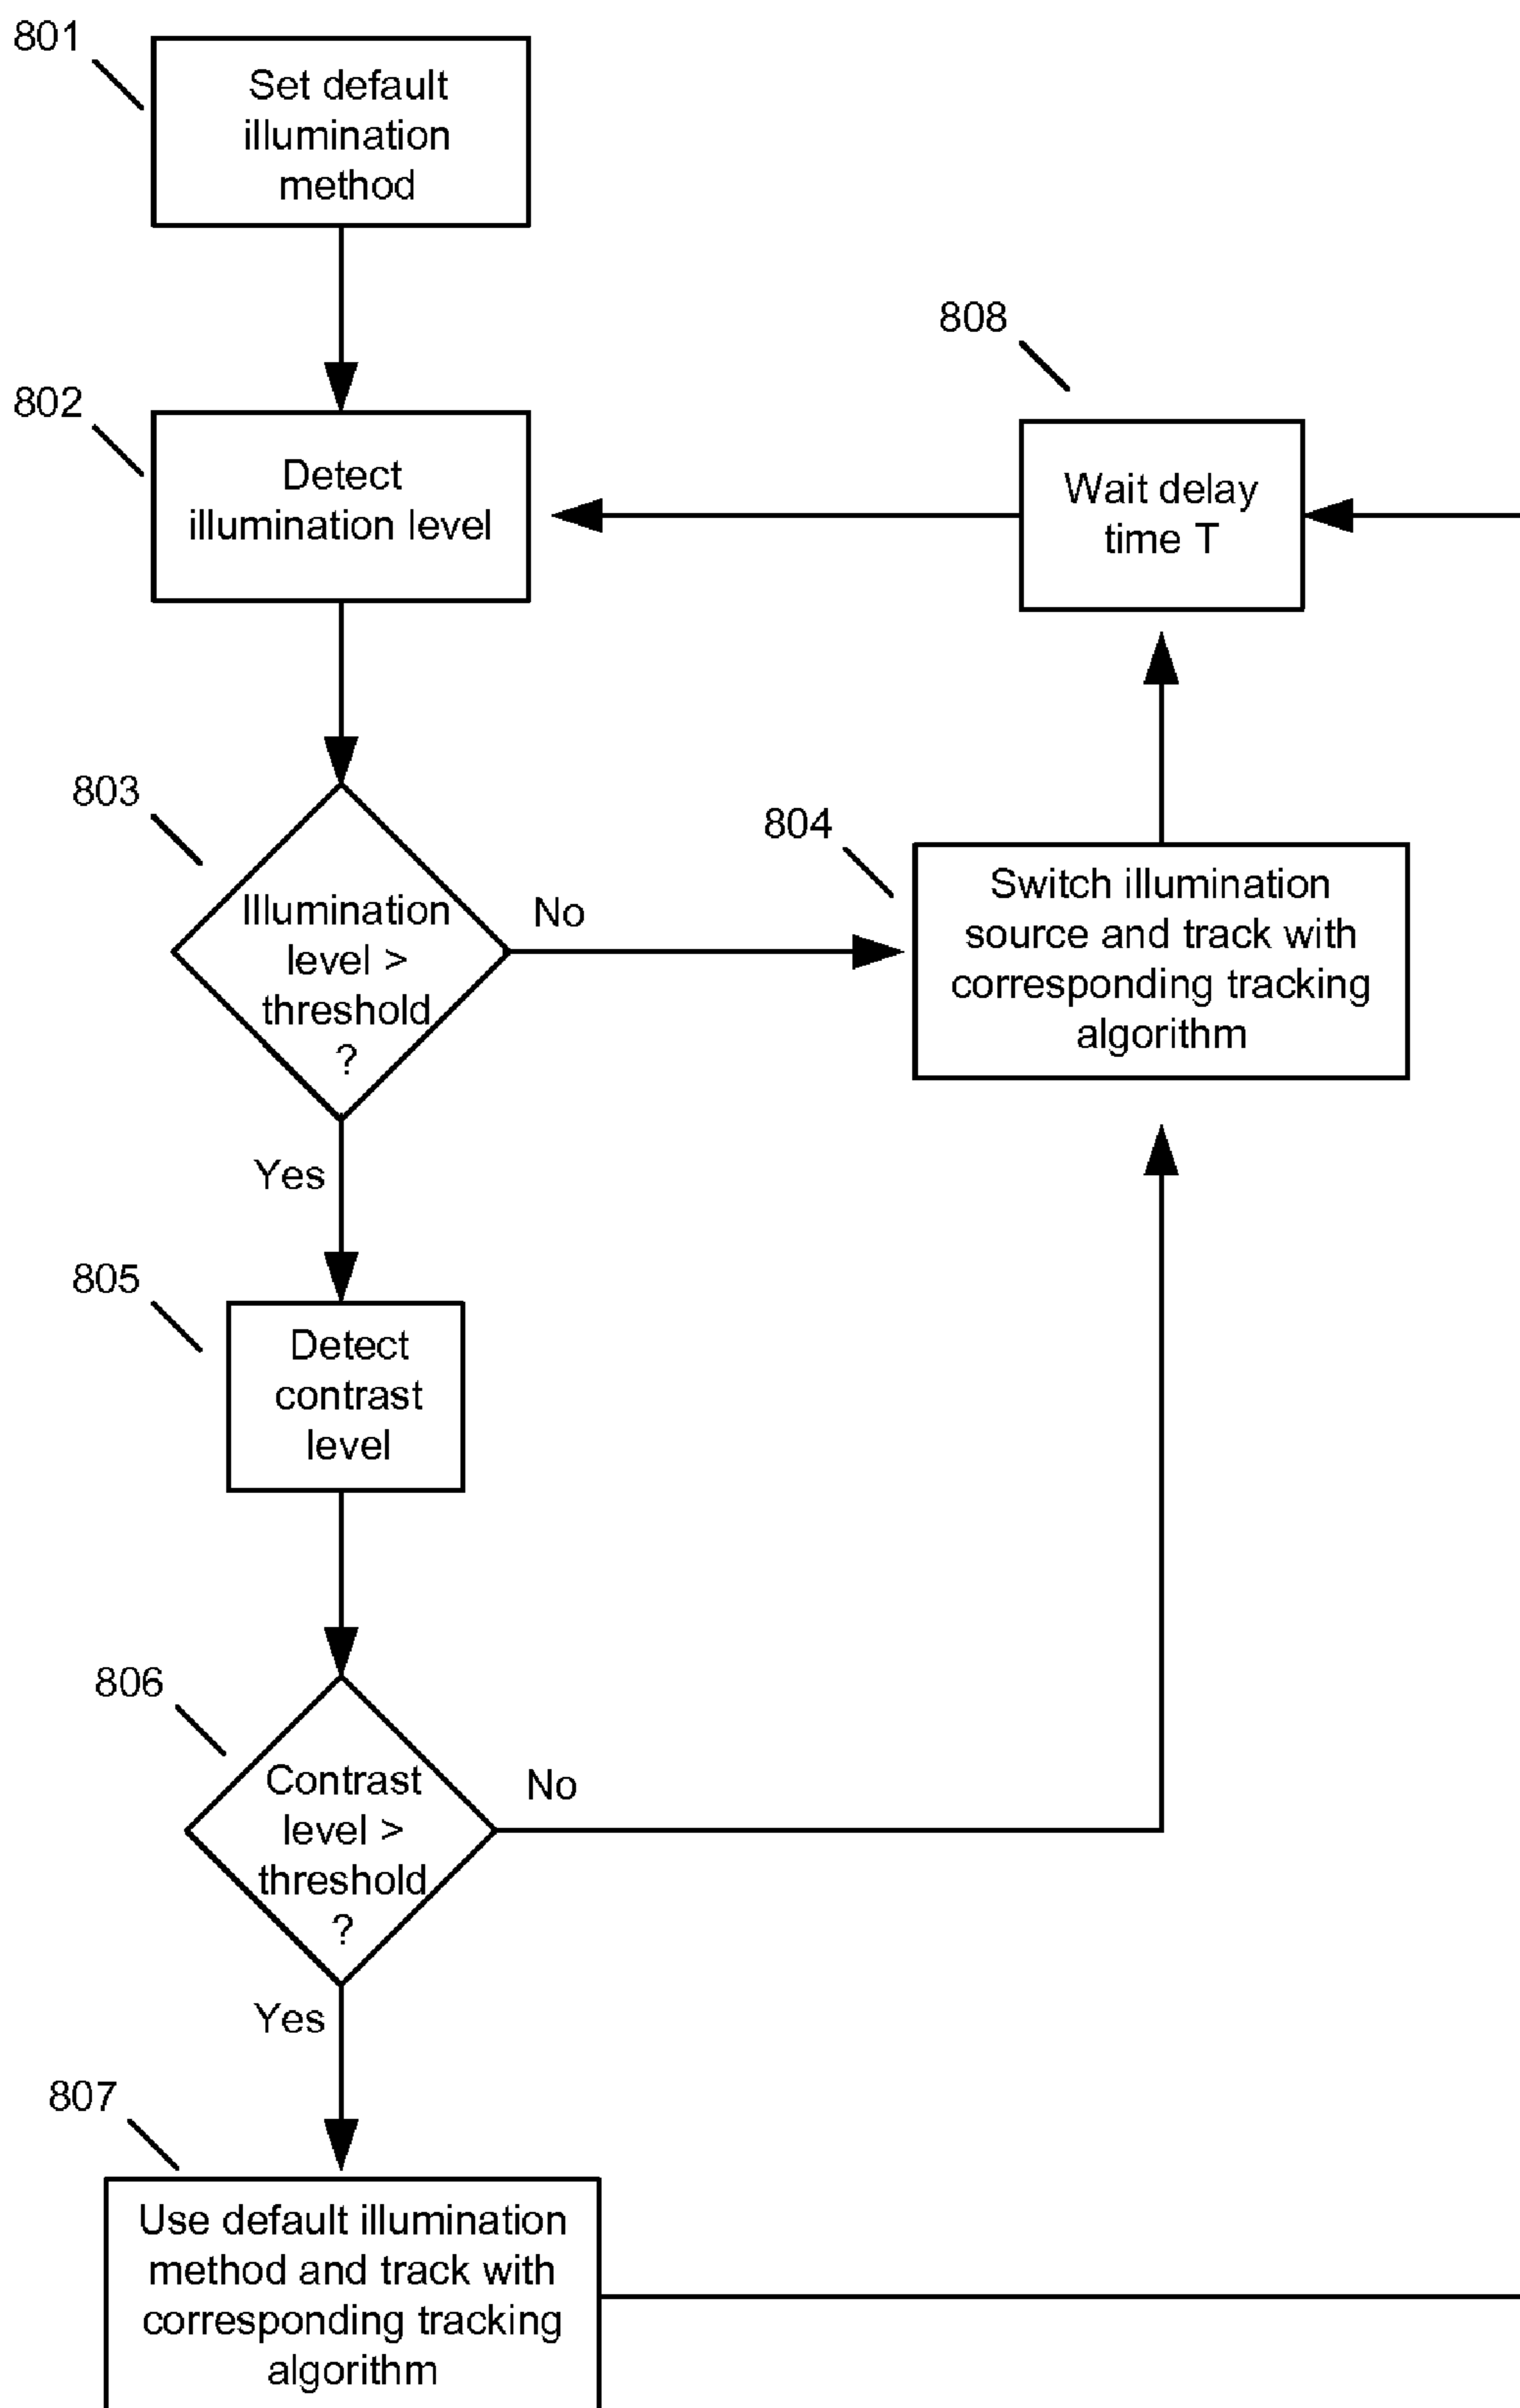 801
Set default
illumination
method
802
Detect
illumination level
808
Wait delay
time T
803
Illumination
level >
threshold
?
No
Yes
804
Switch illumination
source and track with
corresponding tracking
algorithm
805
Detect
contrast
level
806
Contrast
level >
threshold
?
No
Yes
807
Use default illumination
method and track with
corresponding tracking
algorithm